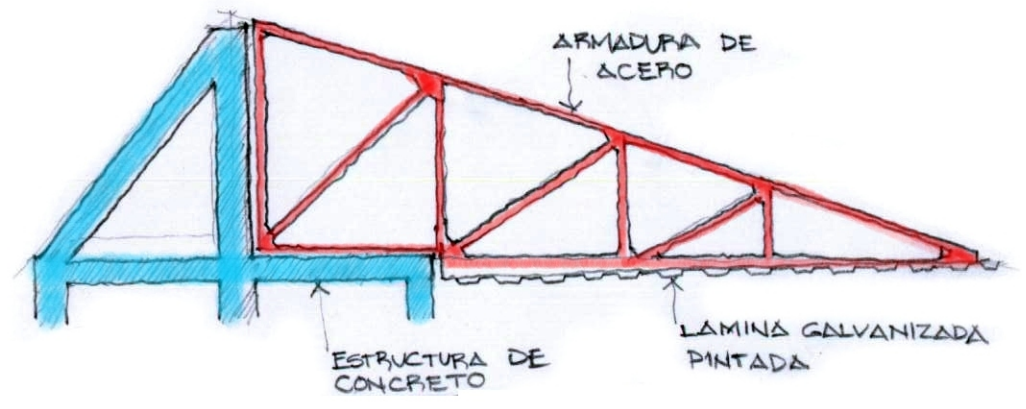 ARMADURA DE
ACERO
LAMINA GALVANIZADA
PINTADA
ESTRUCTURA DE
CONCRETO